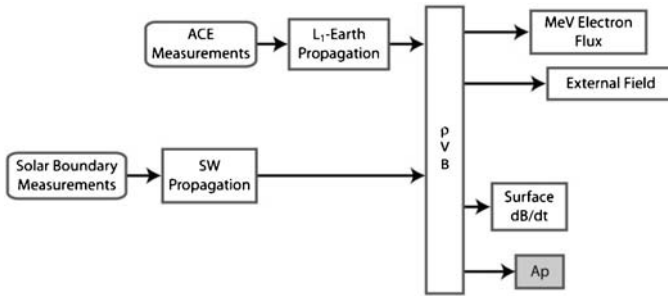 ACE
Measurements
L₁-Earth
Propagation
MeV Electron
Flux
External Field
ρ
V
B
Solar Boundary
Measurements
SW
Propagation
Surface
dB/dt
Ap